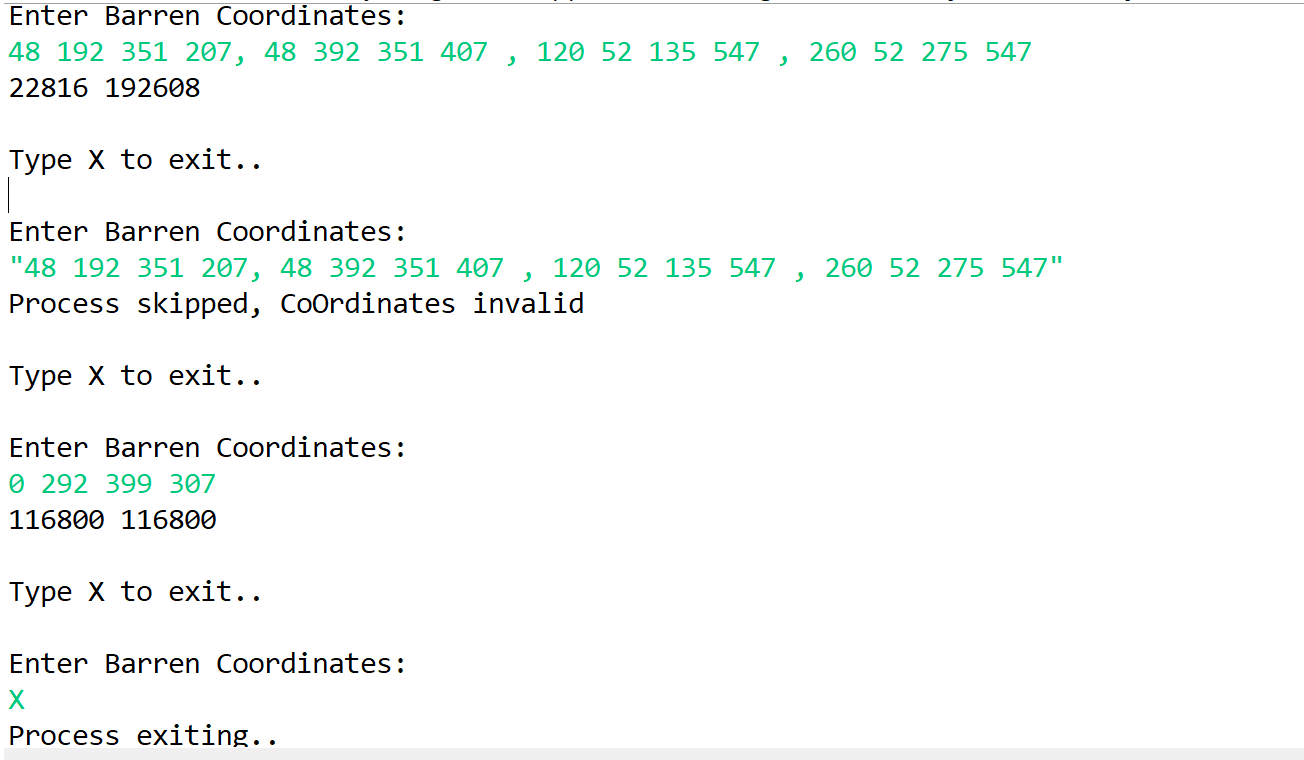 Enter Barren Coordinates:
48 192 351 207, 48 392 351 407 , 120 52 135 547 , 260 52 275 547
22816 192608
Type X to exit..
Enter Barren Coordinates:
"48 192 351 207, 48 392 351 407 , 120 52 135 547 , 260 52 275 547"
Process skipped, CoOrdinates invalid
Type X to exit..
Enter Barren Coordinates:
0 292 399 307
116800 116800
Type X to exit..
Enter Barren Coordinates:
X
Process exiting..